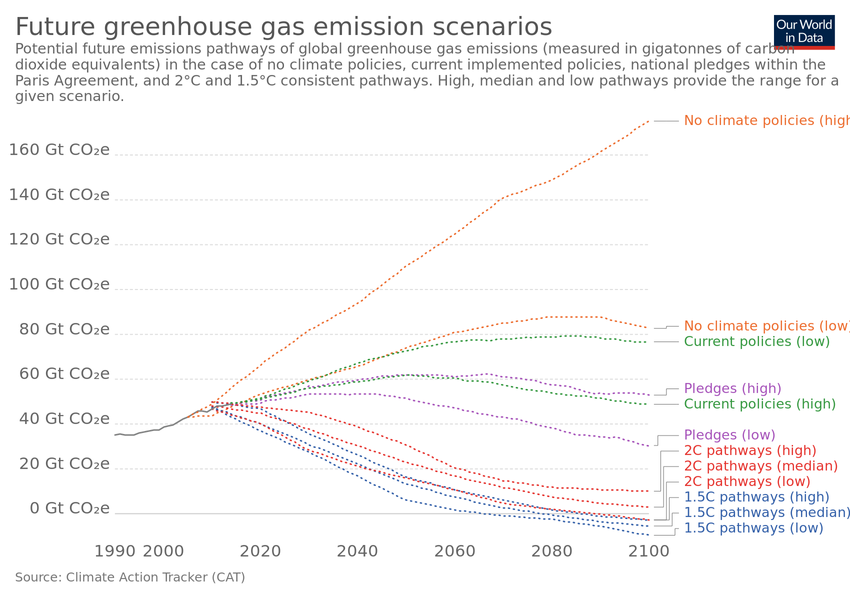 Future greenhouse gas emission scenarios
Our World
in Data
Potential future emissions pathways of global greenhouse gas emissions (measured in gigatonnes of carbon
dioxide equivalents) in the case of no climate policies, current implemented policies, national pledges within the
Paris Agreement, and 2°C and 1.5°C consistent pathways. High, median and low pathways provide the range for a
given scenario.
No climate policies (high
160 Gt CO₂e
140 Gt CO₂e
120 Gt CO₂e
100 Gt CO₂e
80 Gt CO₂e
No climate policies (low)
Current policies (low)
60 Gt CO₂e
Pledges (high)
Current policies (high)
40 Gt CO₂e
Pledges (low)
2C pathways (high)
20 Gt CO₂e
2C pathways (median)
2C pathways (low)
1.5C pathways (high)
0 Gt CO₂e
1.5C pathways (median)
1.5C pathways (low)
1990 2000 2020 2040 2060 2080 2100
Source: Climate Action Tracker (CAT)